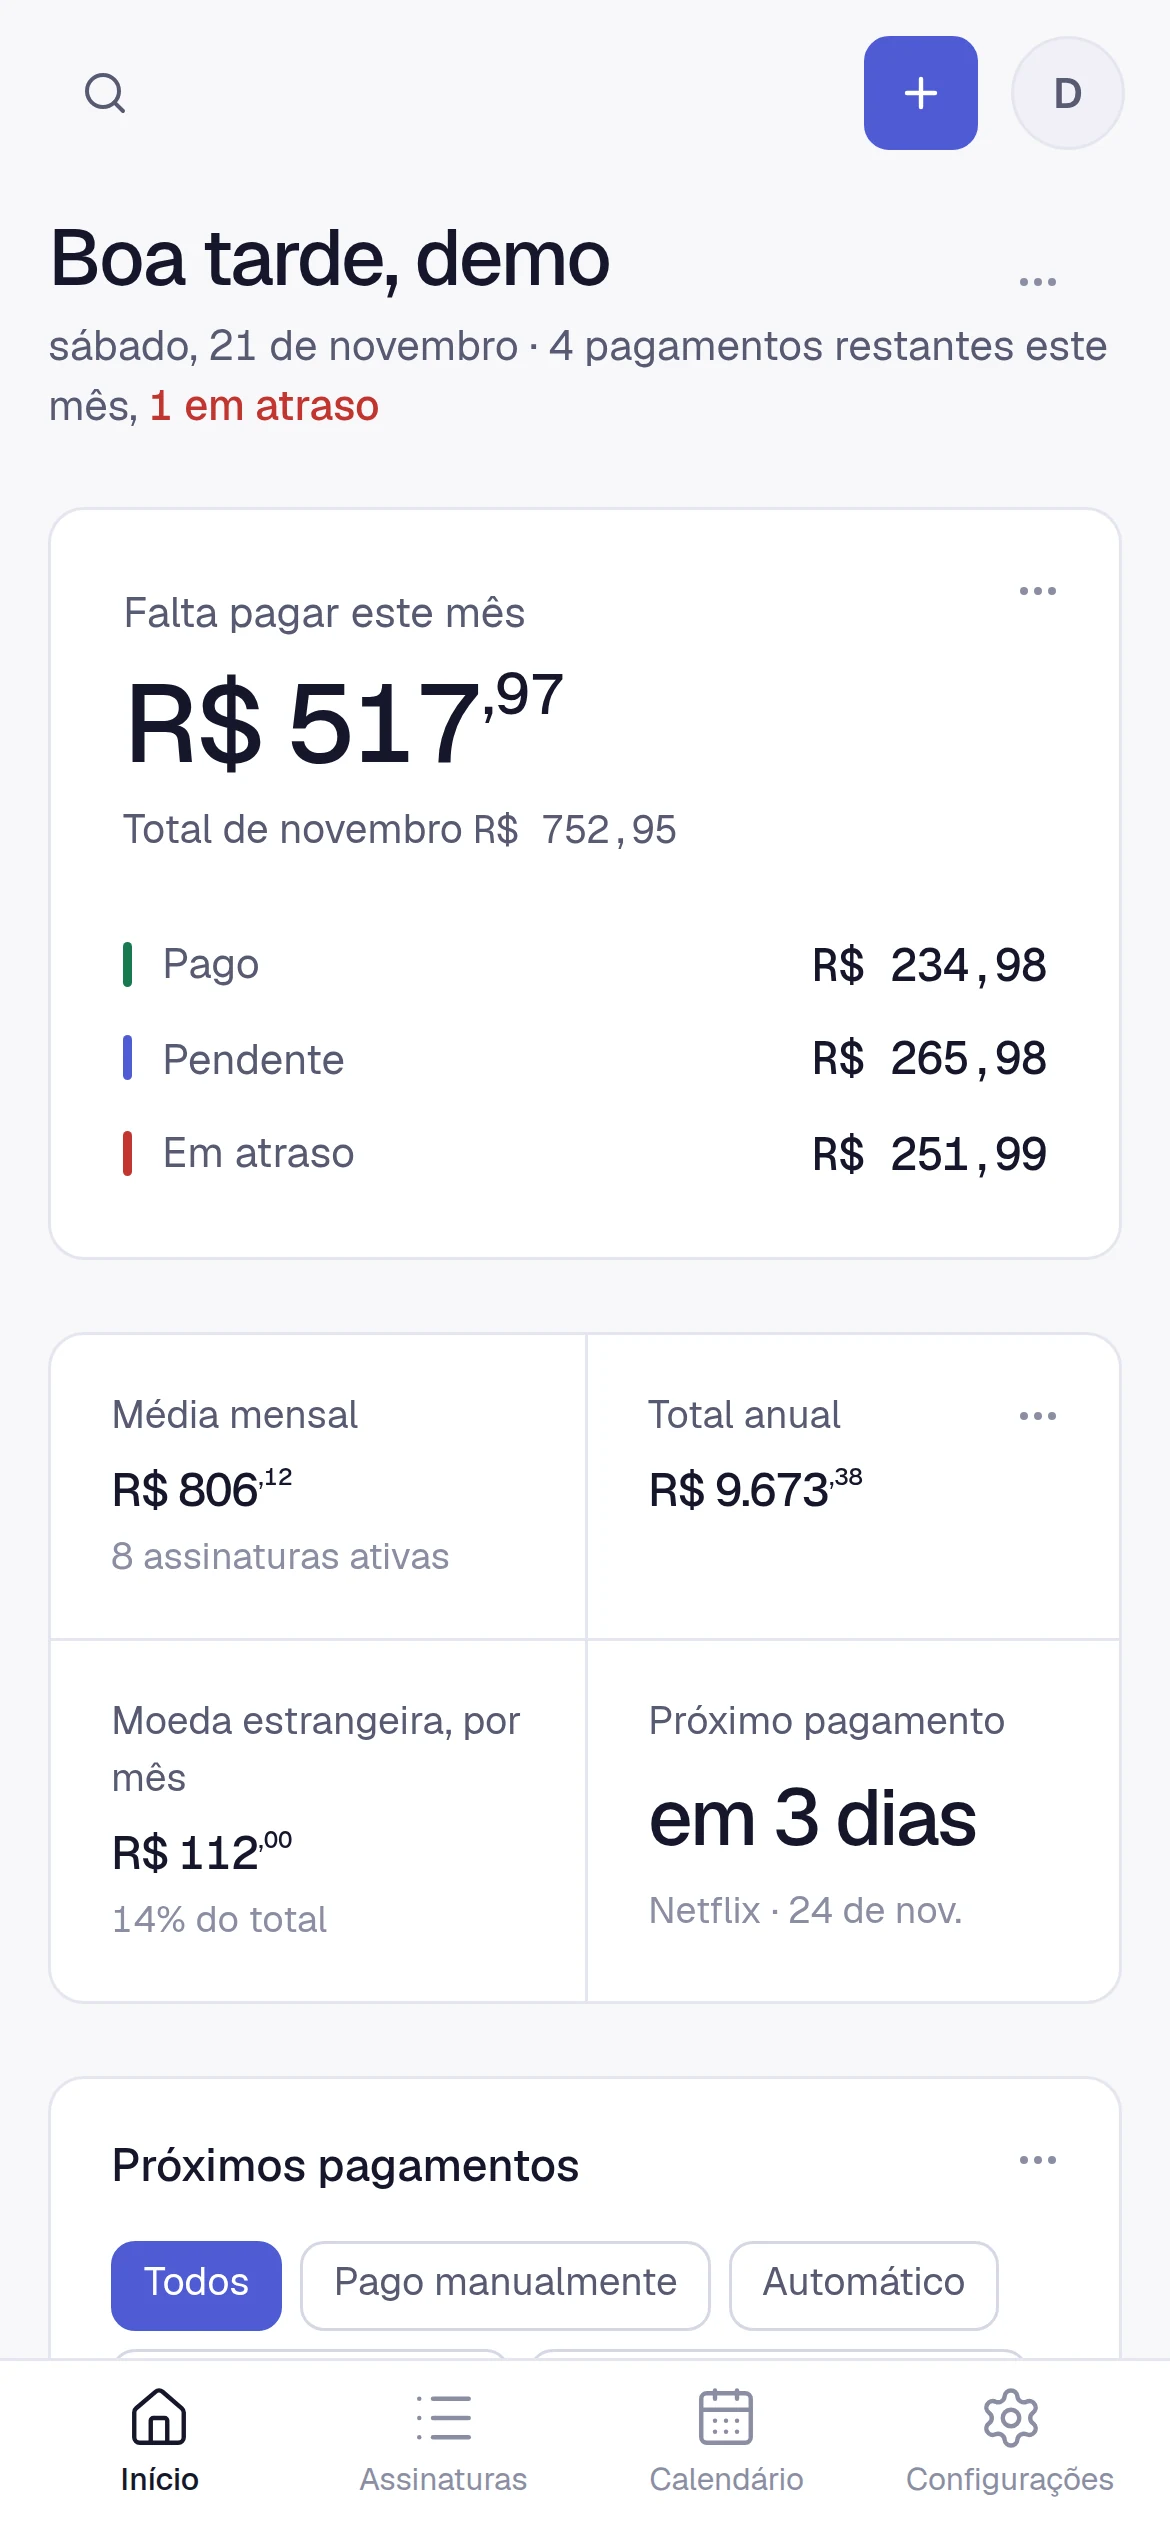 D
Boa tarde, demo
sábado, 21 de novembro · 4 pagamentos restantes este
mês, 1 em atraso
Falta pagar este mês
R$ 517,97
Total de novembro R$ 752,95
Pago R$ 234,98
Pendente R$ 265,98
Em atraso R$ 251,99
Média mensal
R$ 806,12
8 assinaturas ativas
Total anual
R$ 9.673,38
Moeda estrangeira, por
mês
R$ 112,00
14% do total
Próximo pagamento
em 3 dias
Netflix · 24 de nov.
Próximos pagamentos
Todos Pago manualmente Automático
Início Assinaturas Calendário Configurações